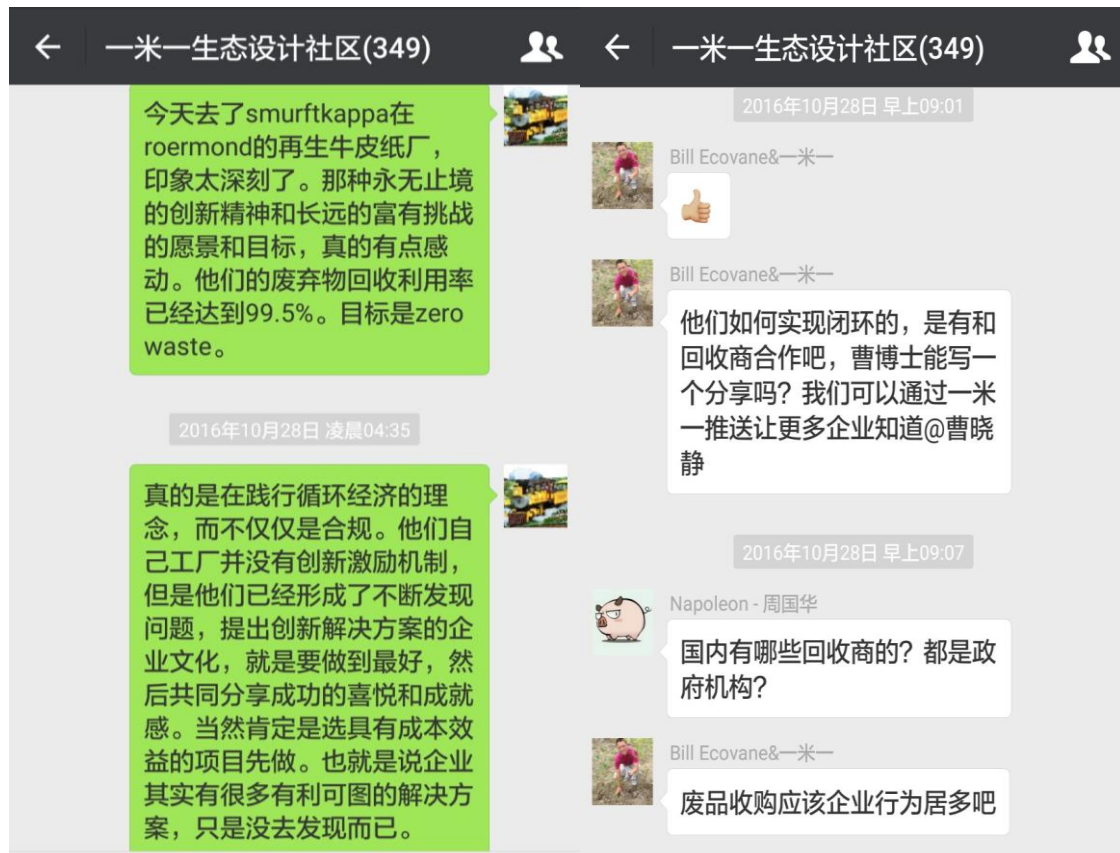 一米一生态设计社区(349)
今天去了smurftkappa在
roermond的再生牛皮纸厂，
印象太深刻了。那种永无止境
的创新精神和长远的富有挑战
的愿景和目标，真的有点感
动。他们的废弃物回收利用率
已经达到99.5%。目标是zero
waste。
2016年10月28日 凌晨04:35
真的是在践行循环经济的理
念，而不仅仅是合规。他们自
己工厂并没有创新激励机制，
但是他们已经形成了不断发现
问题，提出创新解决方案的企
业文化，就是要做到最好，然
后共同分享成功的喜悦和成就
感。当然肯定是选具有成本效
益的项目先做。也就是说企业
其实有很多有利可图的解决方
案，只是没去发现而已。
一米一生态设计社区(349)
2016年10月28日 早上09:01
Bill Ecovane&一米一
Bill Ecovane&一米一
他们如何实现闭环的，是有和
回收商合作吧，曹博士能写一
个分享吗？我们可以通过一米
一推送让更多企业知道@曹晓
静
2016年10月28日 早上09:07
Napoleon - 周国华
国内有哪些回收商的？都是政
府机构？
Bill Ecovane&一米一
废品收购应该企业行为居多吧